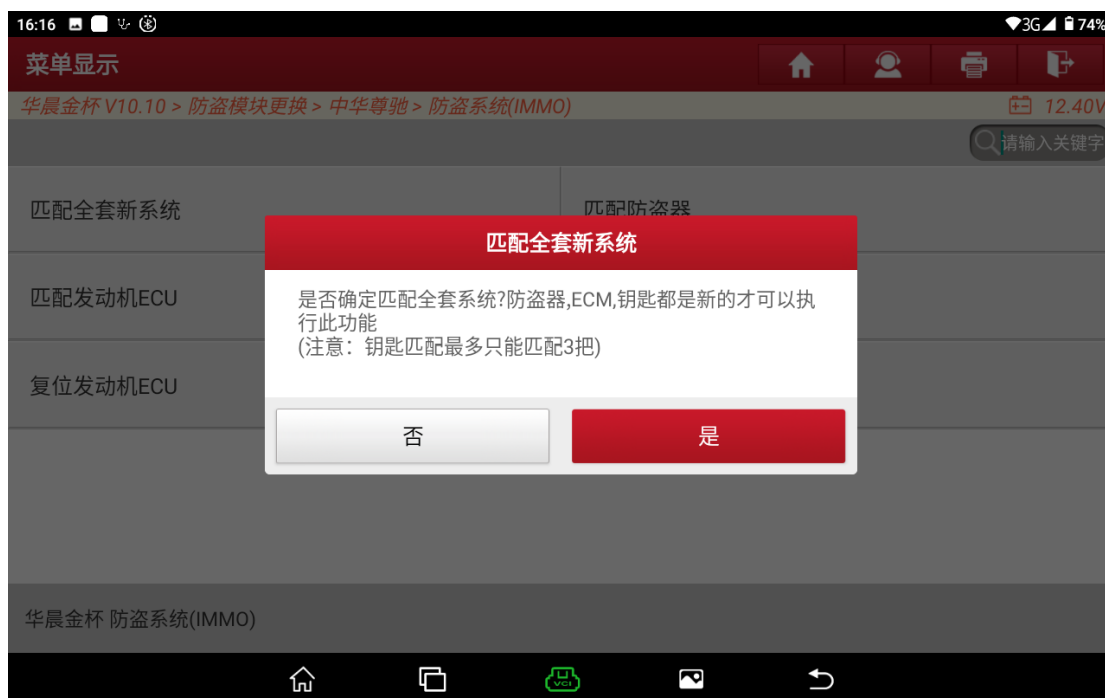 16:16
3G 74%
菜单显示
华晨金杯 V10.10 > 防盗模块更换 > 中华尊驰 > 防盗系统(IMMO)
12.40V
请输入关键字
匹配全套新系统
匹配防盗器
匹配全套新系统
匹配发动机ECU
是否确定匹配全套系统?防盗器,ECM,钥匙都是新的才可以执
行此功能
(注意：钥匙匹配最多只能匹配3把)
复位发动机ECU
否
是
华晨金杯 防盗系统(IMMO)
VCI